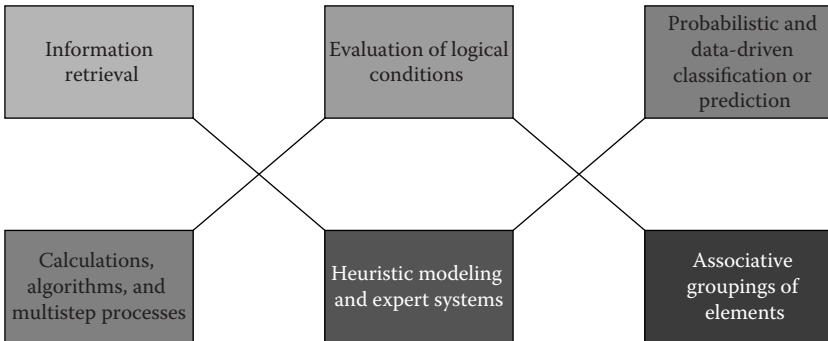 Information
retrieval
Evaluation of logical
conditions
Probabilistic and
data-driven
classification or
prediction
Calculations,
algorithms, and
multistep processes
Heuristic modeling
and expert systems
Associative
groupings of
elements